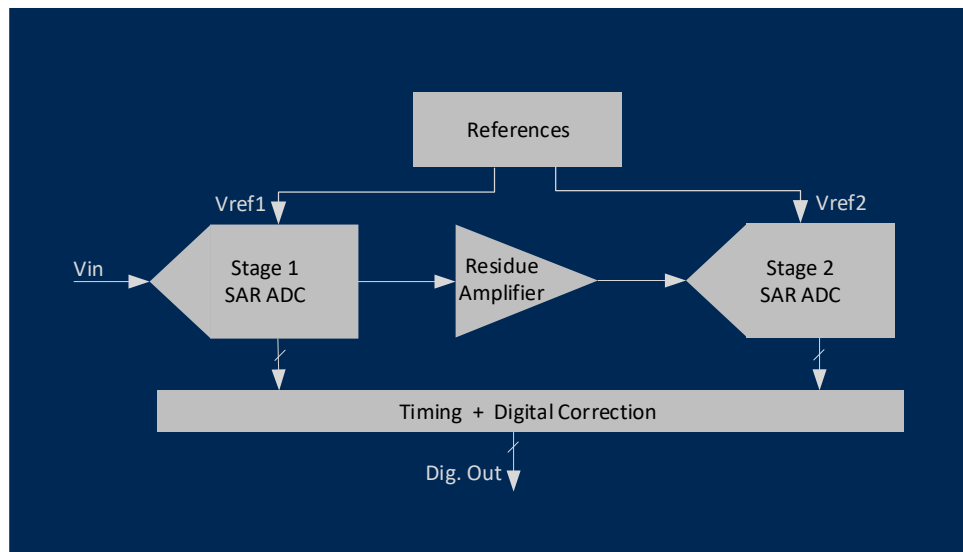 References
Vref1
Vref2
Vin
Stage 1
SAR ADC
Residue
Amplifier
Stage 2
SAR ADC
Timing + Digital Correction
Dig. Out